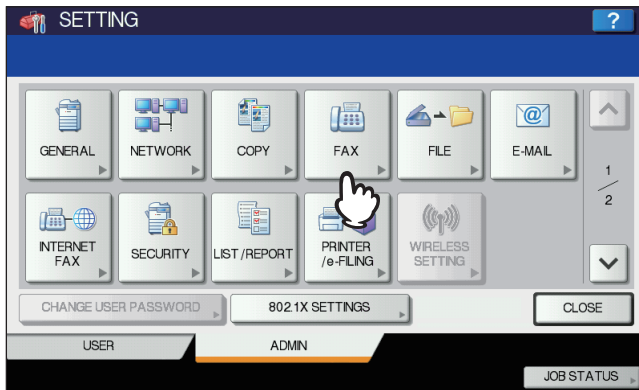 SETTING
?
GENERAL
NETWORK
COPY
FAX
FILE
E-MAIL
1
/
2
INTERNET
FAX
SECURITY
LIST /REPORT
PRINTER
/e-FILING
WIRELESS
SETTING
CHANGE USER PASSWORD
802.1X SETTINGS
CLOSE
USER
ADMIN
JOB STATUS